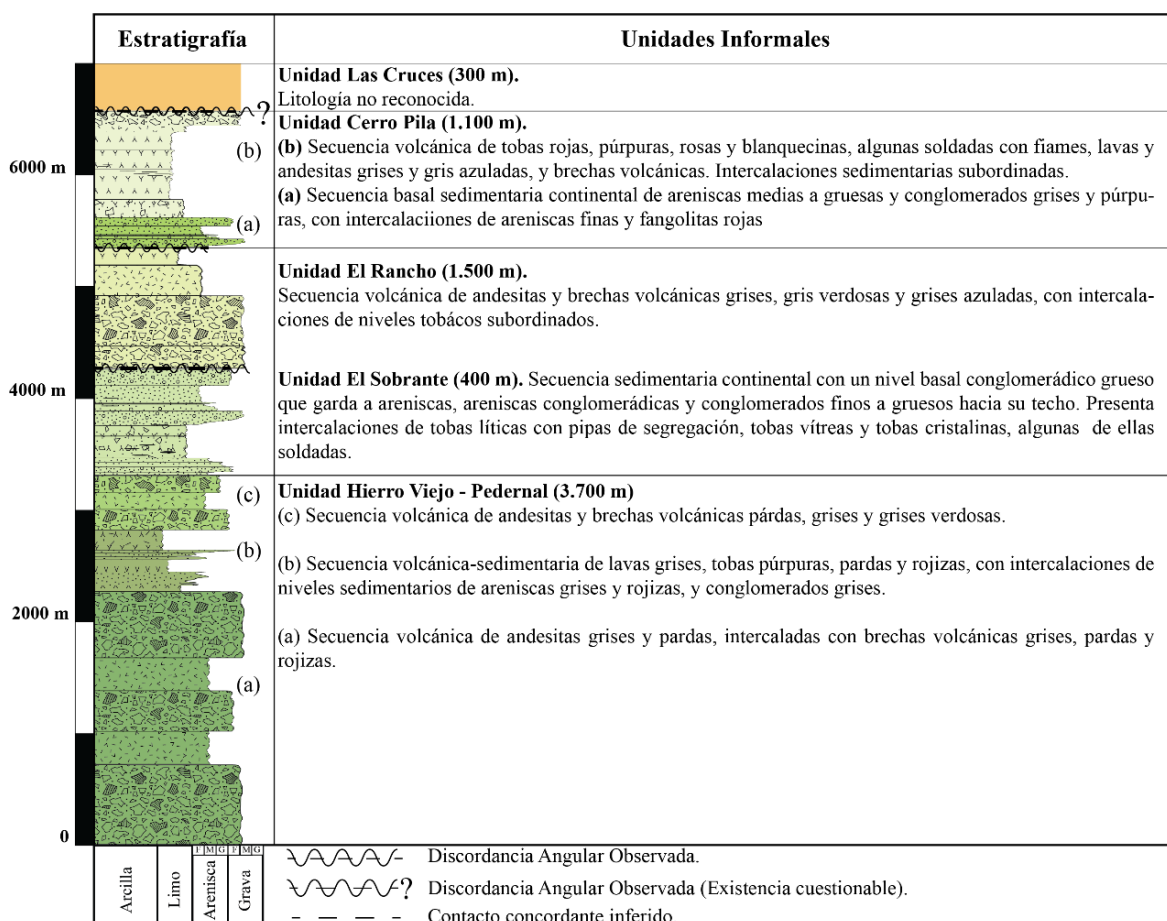 Estratigrafía
Unidades Informales
Unidad Las Cruces (300 m).
Litología no reconocida.
?
Unidad Cerro Pila (1.100 m).
(b) Secuencia volcánica de tobas rojas, púrpuras, rosas y blanquecinas, algunas soldadas con fiames, lavas y
andesitas grises y gris azuladas, y brechas volcánicas. Intercalaciones sedimentarias subordinadas.
(a) Secuencia basal sedimentaria continental de areniscas medias a gruesas y conglomerados grises y púrpu-
ras, con intercalaciiones de areniscas finas y fangolitas rojas
(b)
6000 m
(a)
Unidad El Rancho (1.500 m).
Secuencia volcánica de andesitas y brechas volcánicas grises, gris verdosas y grises azuladas, con intercala-
ciones de niveles tobácos subordinados.
4000 m
Unidad El Sobrante (400 m). Secuencia sedimentaria continental con un nivel basal conglomerádico grueso
que garda a areniscas, areniscas conglomerádicas y conglomerados finos a gruesos hacia su techo. Presenta
intercalaciones de tobas líticas con pipas de segregación, tobas vítreas y tobas cristalinas, algunas de ellas
soldadas.
(c)
Unidad Hierro Viejo - Pedernal (3.700 m)
(c) Secuencia volcánica de andesitas y brechas volcánicas párdas, grises y grises verdosas.
(b)
(b) Secuencia volcánica-sedimentaria de lavas grises, tobas púrpuras, pardas y rojizas, con intercalaciones de
niveles sedimentarios de areniscas grises y rojizas, y conglomerados grises.
2000 m
(a) Secuencia volcánica de andesitas grises y pardas, intercaladas con brechas volcánicas grises, pardas y
rojizas.
(a)
0
F M G F M G
Arcilla
Limo
Arenisca
Grava
Discordancia Angular Observada.
? Discordancia Angular Observada (Existencia cuestionable).
Contacto concordante inferido